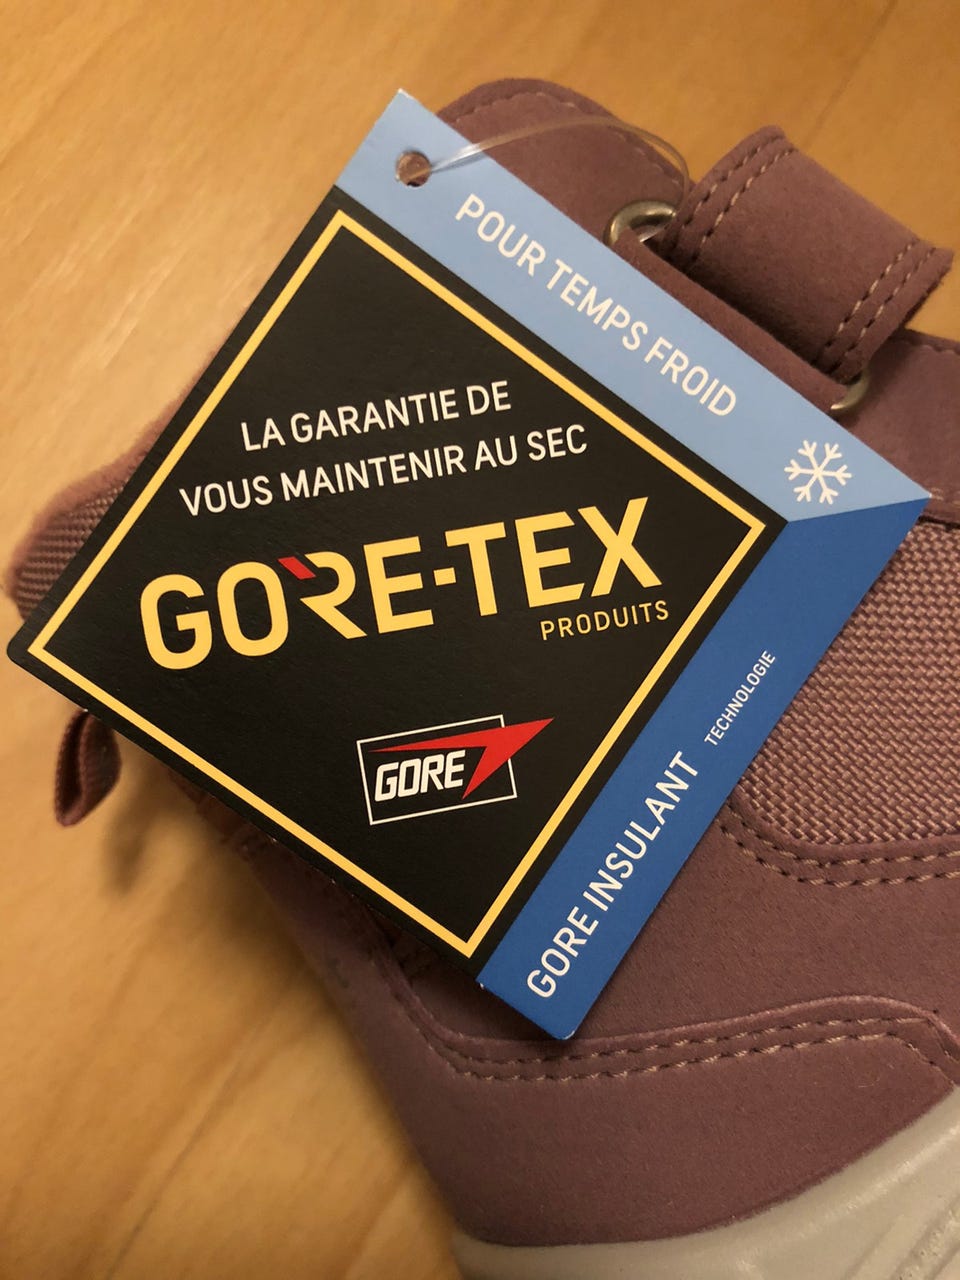 POUR TEMPS FROID
LA GARANTIE DE
VOUS MAINTENIR AU SEC
GORE-TEX
PRODUITS
GORE
GORE INSULANT TECHNOLOGIE